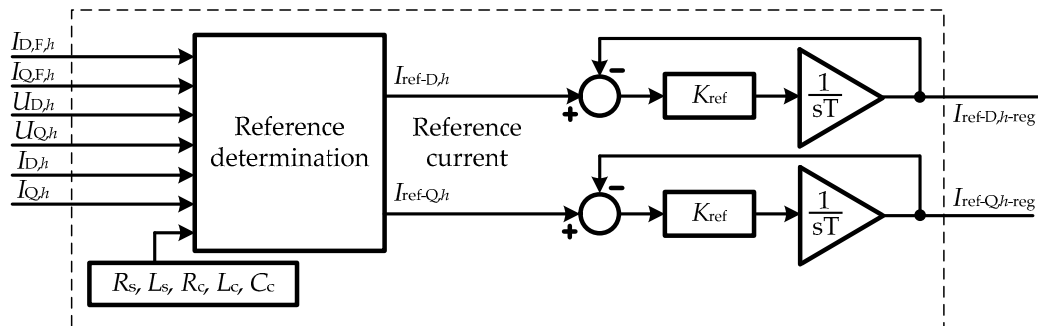 I_D,F,h
I_Q,F,h
U_D,h
U_Q,h
I_D,h
I_Q,h
Reference
determination
R_s, L_s, R_c, L_c, C_c
I_ref-D,h
Reference
current
I_ref-Q,h
+
−
K_ref
1
sT
I_ref-D,h-reg
+
−
K_ref
1
sT
I_ref-Q,h-reg